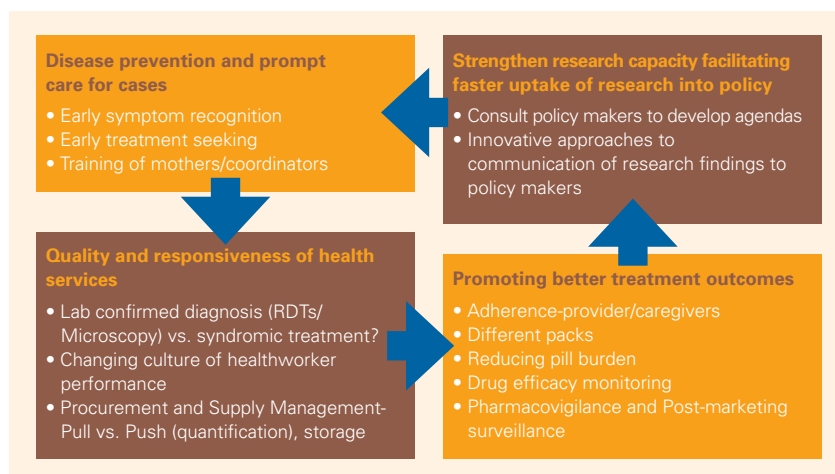 Disease prevention and prompt
care for cases
• Early symptom recognition
• Early treatment seeking
• Training of mothers/coordinators
Strengthen research capacity facilitating
faster uptake of research into policy
• Consult policy makers to develop agendas
• Innovative approaches to
communication of research findings to
policy makers
Quality and responsiveness of health
services
• Lab confirmed diagnosis (RDTs/
Microscopy) vs. syndromic treatment?
• Changing culture of healthworker
performance
• Procurement and Supply Management-
Pull vs. Push (quantification), storage
Promoting better treatment outcomes
• Adherence-provider/caregivers
• Different packs
• Reducing pill burden
• Drug efficacy monitoring
• Pharmacovigilance and Post-marketing
surveillance